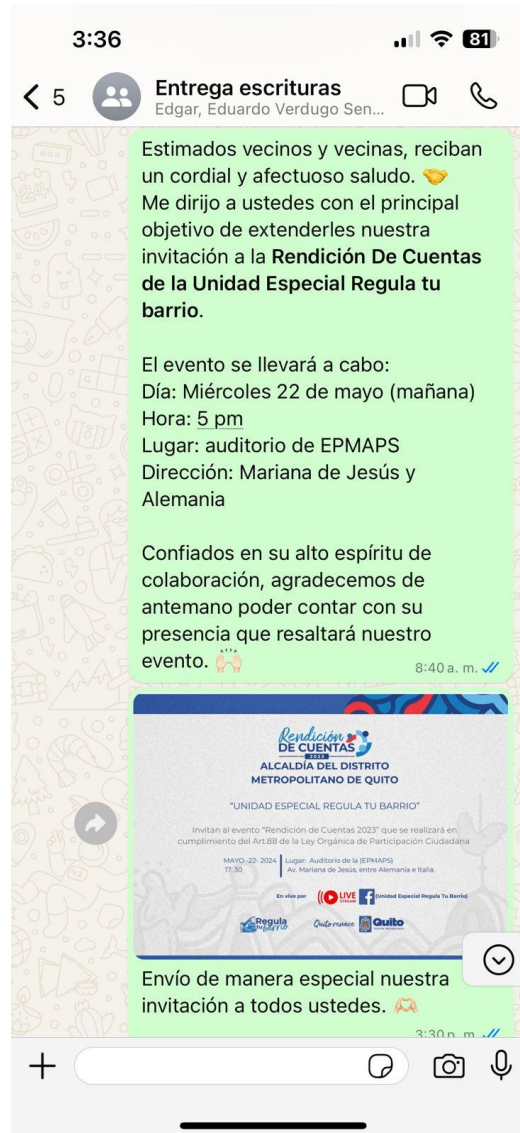 3:36
81
5
Entrega escrituras
Edgar, Eduardo Verdugo Sen...
Estimados vecinos y vecinas, reciban
un cordial y afectuoso saludo. 🤝
Me dirijo a ustedes con el principal
objetivo de extenderles nuestra
invitación a la Rendición De Cuentas
de la Unidad Especial Regula tu
barrio.
El evento se llevará a cabo:
Día: Miércoles 22 de mayo (mañana)
Hora: 5 pm
Lugar: auditorio de EPMAPS
Dirección: Mariana de Jesús y
Alemania
Confiados en su alto espíritu de
colaboración, agradecemos de
antemano poder contar con su
presencia que resaltará nuestro
evento. 🙌🏻
8:40 a. m.
Rendición
DE CUENTAS
2023
ALCALDÍA DEL DISTRITO
METROPOLITANO DE QUITO
"UNIDAD ESPECIAL REGULA TU BARRIO"
Invitan al evento "Rendición de Cuentas 2023" que se realizará en
cumplimiento del Art.88 de la Ley Orgánica de Participación Ciudadana
MAYO -22- 2024 Lugar: Auditorio de la (EPMAPS)
17:30 Av. Mariana de Jesús, entre Alemania e Italia.
En vivo por LIVE (Unidad Especial Regula Tu Barrio)
Regula tu barrio Quito renace Quito
Envío de manera especial nuestra
invitación a todos ustedes. 🫶🏻
3:30 p. m.